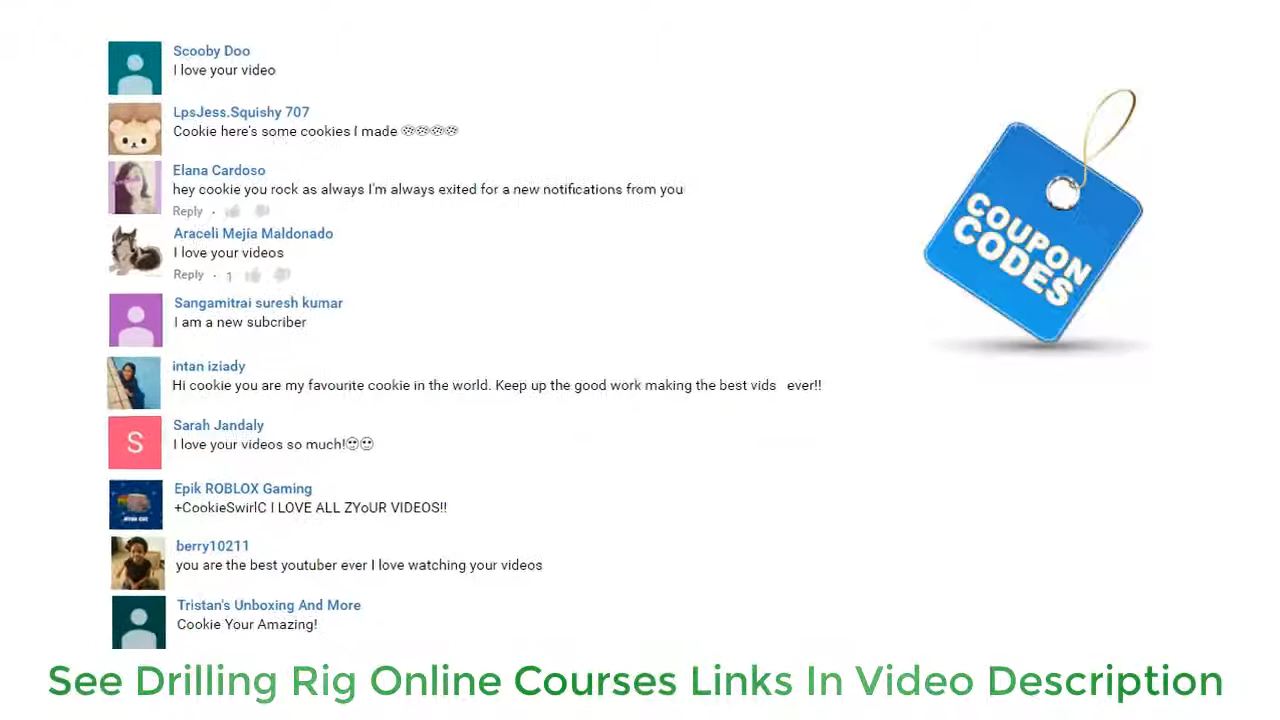 Scooby Doo
I love your video
LpsJess.Squishy 707
Cookie here's some cookies I made 🍪🍪🍪🍪
Elana Cardoso
hey cookie you rock as always I'm always exited for a new notifications from you
Reply ·
Araceli Mejía Maldonado
I love your videos
Reply · 1
Sangamitrai suresh kumar
I am a new subcriber
intan iziady
Hi cookie you are my favourite cookie in the world. Keep up the good work making the best vids ever!!
S
Sarah Jandaly
I love your videos so much!🙂🙂
Epik ROBLOX Gaming
+CookieSwirlC I LOVE ALL ZYoUR VIDEOS!!
berry10211
you are the best youtuber ever I love watching your videos
Tristan's Unboxing And More
Cookie Your Amazing!
COUPON
CODES
See Drilling Rig Online Courses Links In Video Description